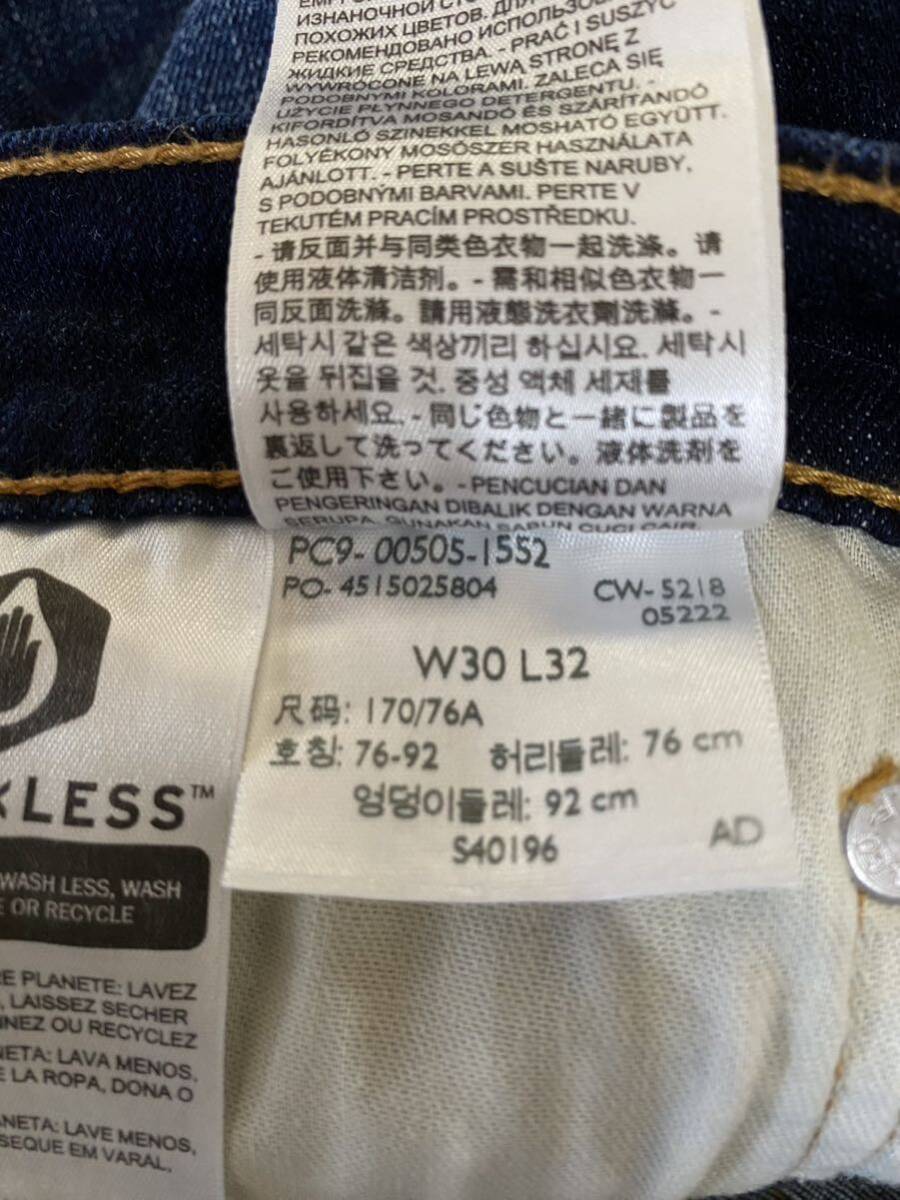 ИЗНАНОЧНОЙ
ПОХОЖИХ ЦВЕТОВ. ДЛЯ
РЕКОМЕНДОВАНО ИСПОЛЬЗОВ
ЖИДКИЕ СРЕДСТВА. - PRAĆ I SUSZYĆ
WYWRÓCONE NA LEWĄ STRONĘ Z
PODOBNYMI KOLORAMI. ZALECA SIĘ
UŻYCIE PŁYNNEGO DETERGENTU. -
KIFORDÍTVA MOSANDÓ ÉS SZÁRÍTANDÓ
HASONLÓ SZINEKKEL MOSHATÓ EGYÜTT.
FOLYÉKONY MOSÓSZER HASZNÁLATA
AJÁNLOTT. - PERTE A SUŠTE NARUBY,
S PODOBNÝMI BARVAMI. PERTE V
TEKUTÉM PRACÍM PROSTŘEDKU.
- 请反面并与同类色衣物一起洗涤。请
使用液体清洁剂。- 需和相似色衣物一
同反面洗滌。請用液態洗衣劑洗滌。-
세탁시 같은 색상끼리 하십시요. 세탁시
옷을 뒤집을 것. 중성 액체 세재를
사용하세요. - 同じ色物と一緒に製品を
裏返して洗ってください。液体洗剤を
ご使用下さい。- PENCUCIAN DAN
PENGERINGAN DIBALIK DENGAN WARNA
SERUPA. GUNAKAN SABUN CUCI CAIR.
PC9- 00505-1552
PO- 4515025804 CW- 5218
05222
W30 L32
尺码: 170/76A
호칭: 76-92 허리둘레: 76 cm
엉덩이둘레: 92 cm
S40196 AD
LESS™
WASH LESS, WASH
OR RECYCLE
PLANETE: LAVEZ
LAISSEZ SECHER
OU RECYCLEZ
LAVA MENOS,
LA ROPA, DONA O
LAVE MENOS,
SEQUE EM VARAL,